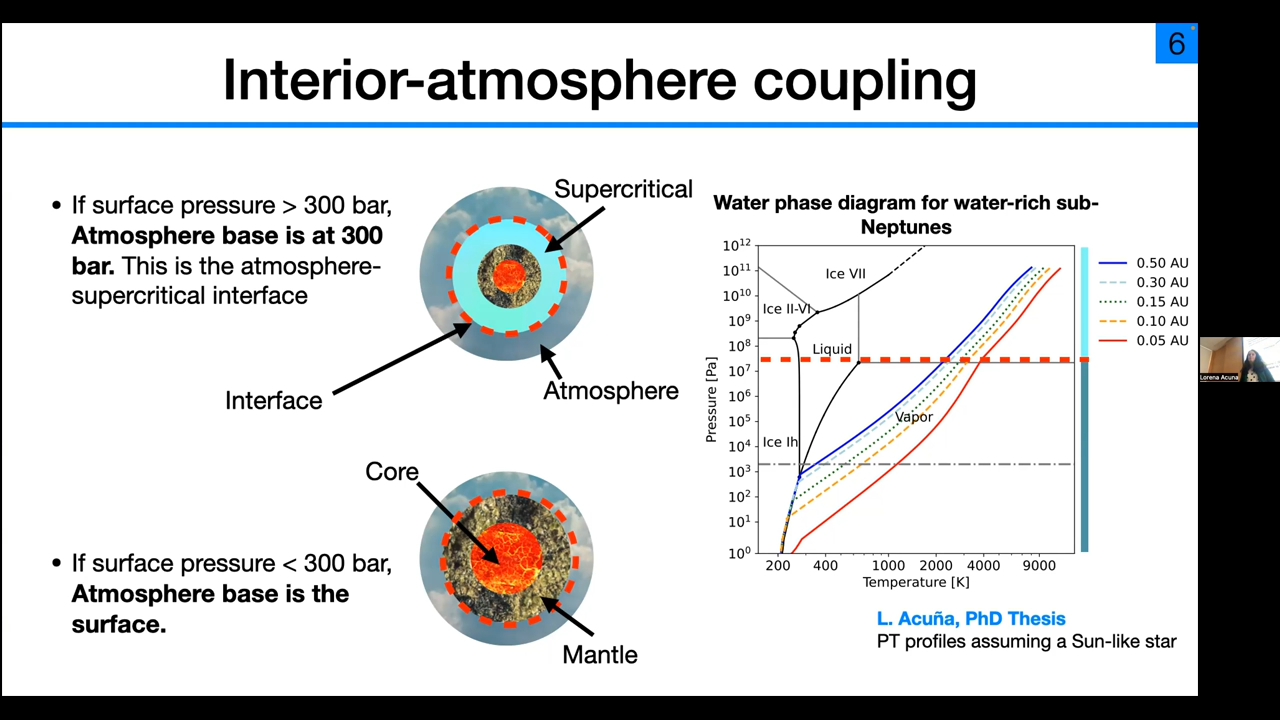 6
Interior-atmosphere coupling
• If surface pressure > 300 bar,
Atmosphere base is at 300
bar. This is the atmosphere-
supercritical interface
Supercritical
Interface
Atmosphere
Core
Mantle
• If surface pressure < 300 bar,
Atmosphere base is the
surface.
Water phase diagram for water-rich sub-
Neptunes
Pressure [Pa]
10¹²
10¹¹
10¹⁰
10⁹
10⁸
10⁷
10⁶
10⁵
10⁴
10³
10²
10¹
10⁰
Ice VII
Ice II-VI
Liquid
Vapor
Ice Ih
200 400 1000 2000 4000 9000
Temperature [K]
0.50 AU
0.30 AU
0.15 AU
0.10 AU
0.05 AU
L. Acuña, PhD Thesis
PT profiles assuming a Sun-like star
Lorena Acuna